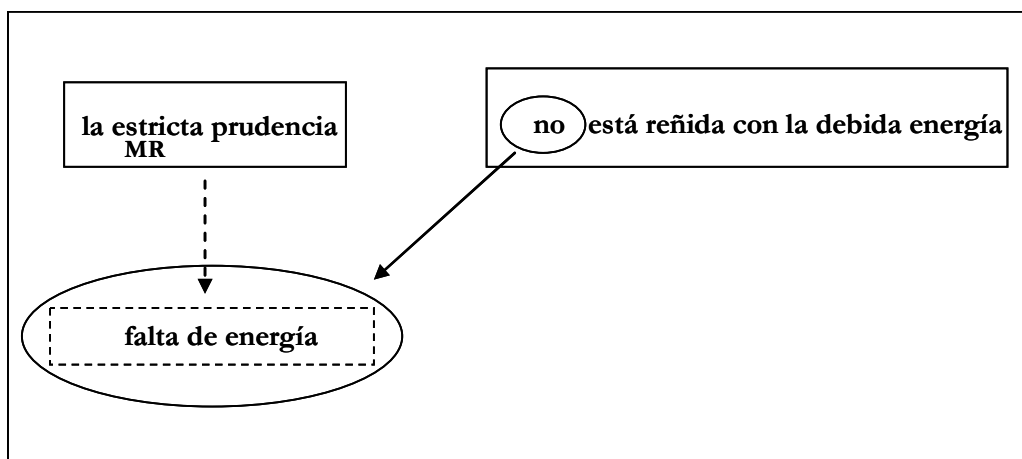 la estricta prudencia
MR
no está reñida con la debida energía
falta de energía